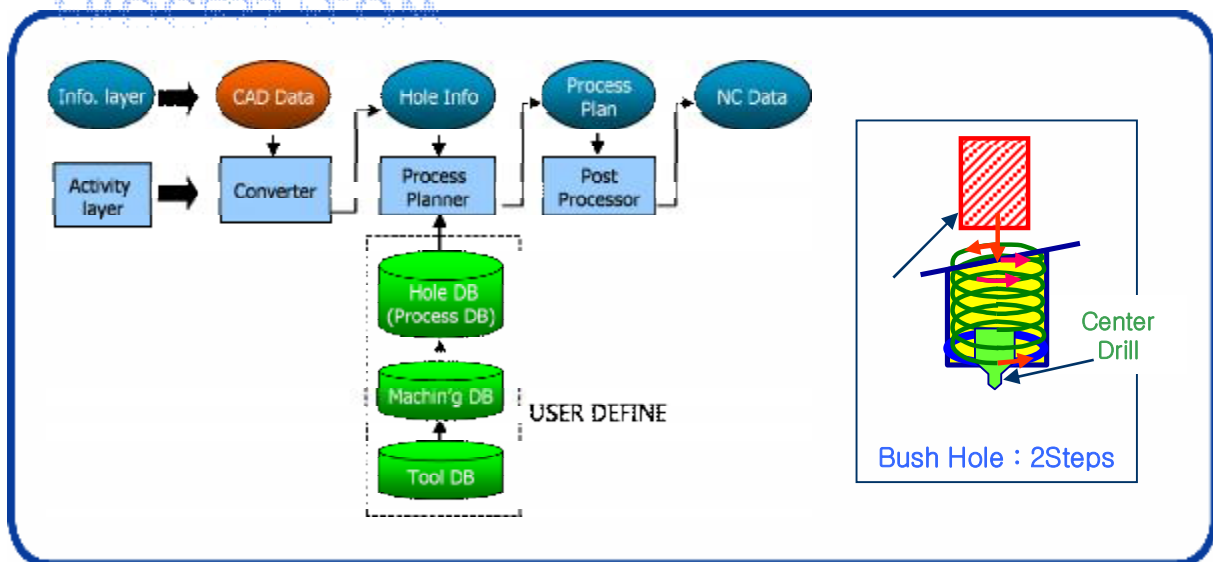 Info. layer
CAD Data
Hole Info
Process
Plan
NC Data
Activity
layer
Converter
Process
Planner
Post
Processor
Hole DB
(Process DB)
Machin'g DB
Tool DB
USER DEFINE
Center
Drill
Bush Hole : 2Steps